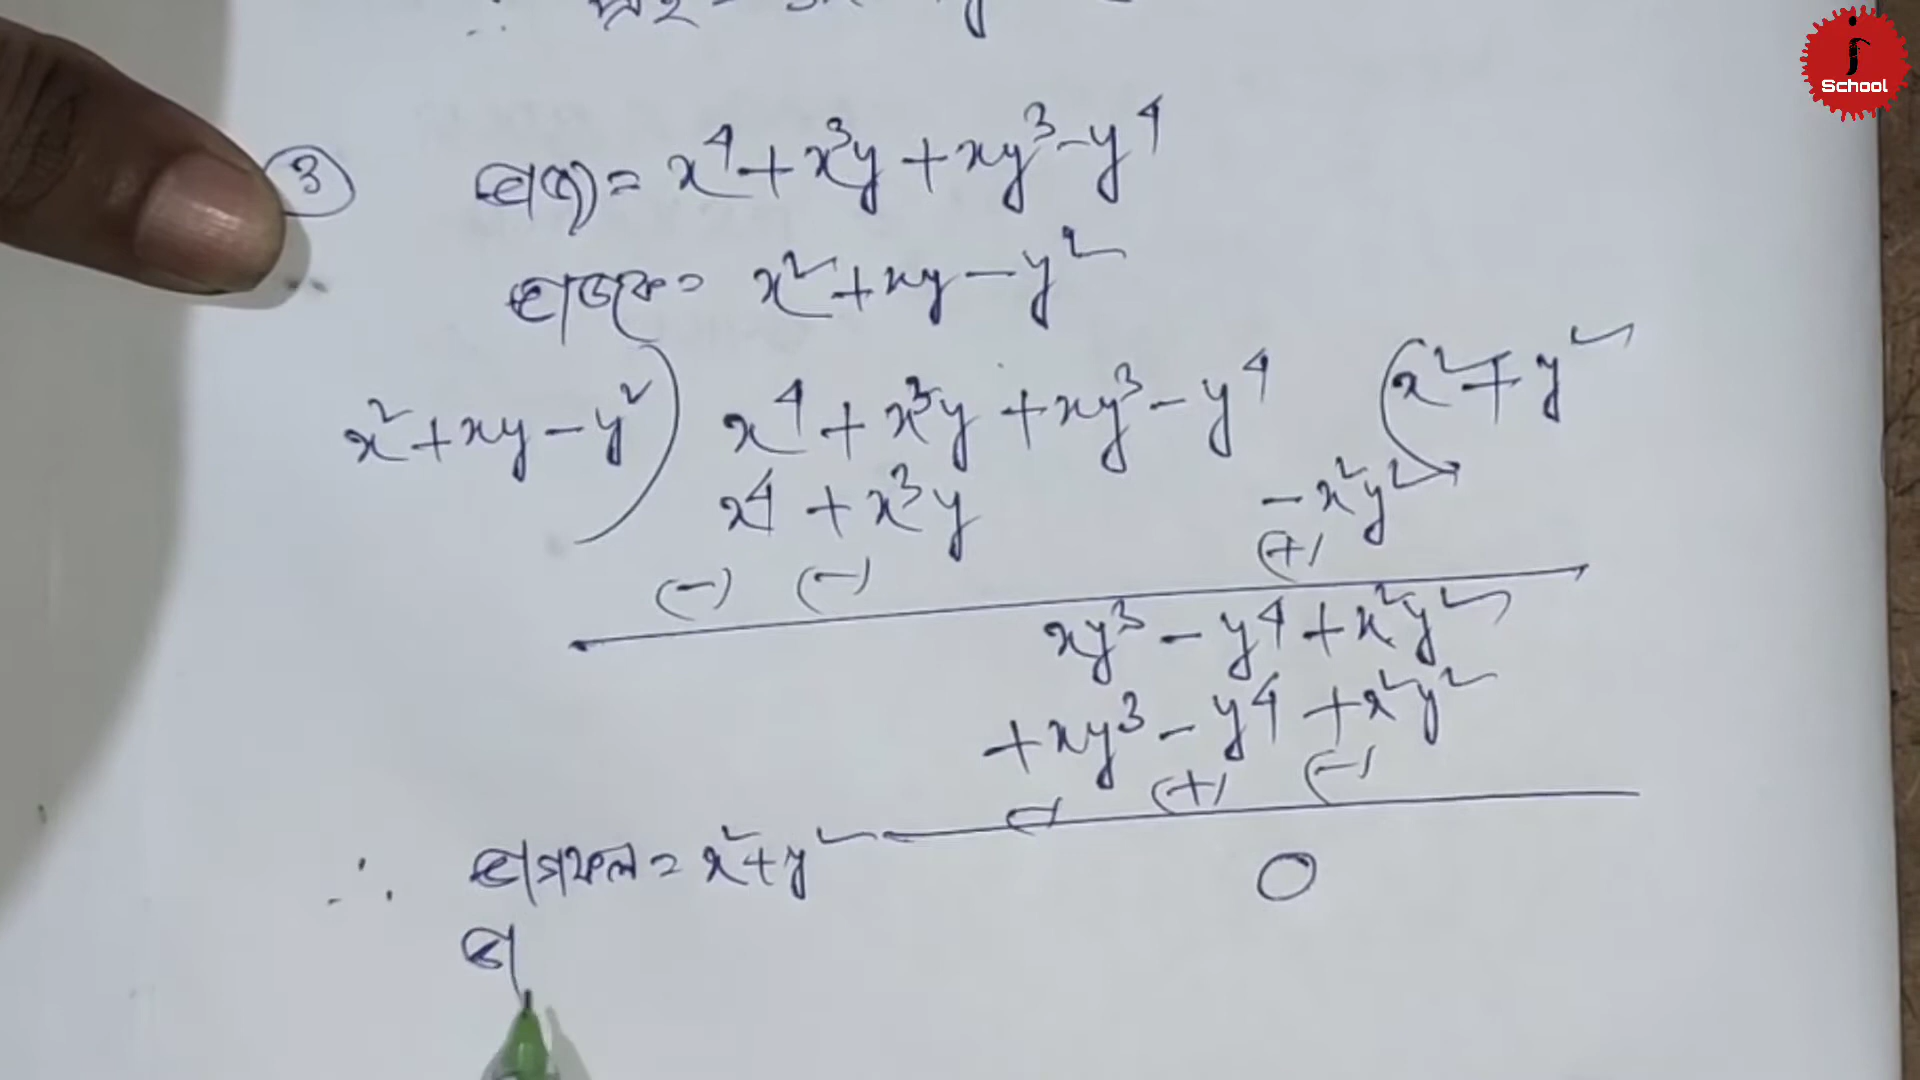 ③ ভাজ্য = x⁴ + x³y + xy³ - y⁴
ভাজক = x² + xy - y²
x² + xy - y² ) x⁴ + x³y + xy³ - y⁴ ( x² + y²
x⁴ + x³y - x²y²
(-) (-) (+)
xy³ - y⁴ + x²y²
+ xy³ - y⁴ + x²y²
(-) (+) (-)
0
∴ ভাগফল = x² + y²
ভা
School